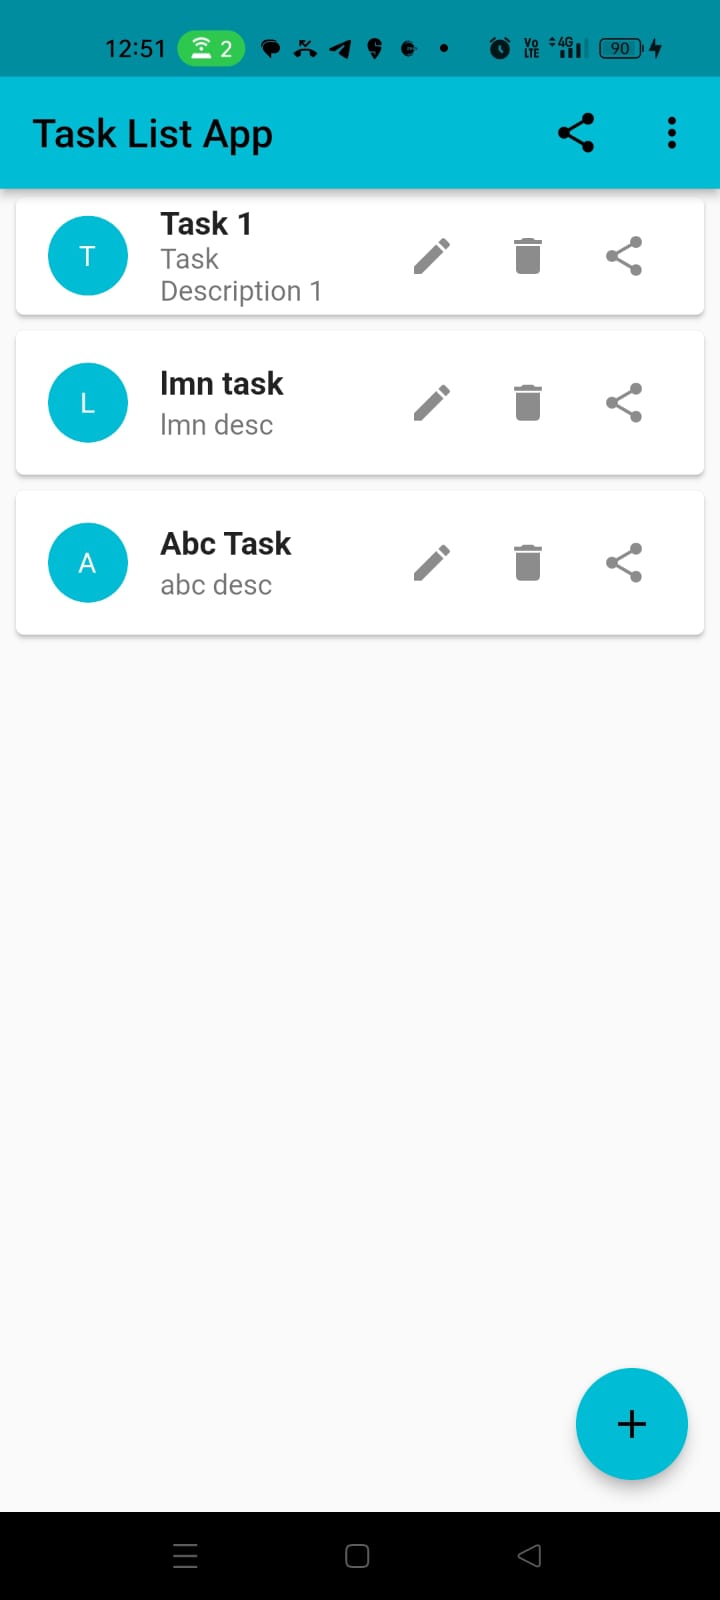 12:51 2 Vo LTE 4G 90
Task List App
T
Task 1
Task
Description 1
L
lmn task
lmn desc
A
Abc Task
abc desc